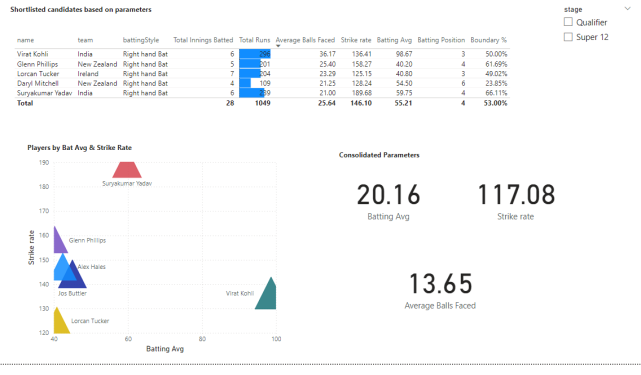 Shortlisted candidates based on parameters
stage
Qualifier
Super 12
name team battingStyle Total Innings Batted Total Runs Average Balls Faced Strike rate Batting Avg Batting Position Boundary %
Virat Kohli India Right hand Bat 6 296 36.17 136.41 98.67 3 50.00%
Glenn Phillips New Zealand Right hand Bat 5 201 25.40 158.27 40.20 4 61.69%
Lorcan Tucker Ireland Right hand Bat 7 204 23.29 125.15 40.80 3 49.02%
Daryl Mitchell New Zealand Right hand Bat 4 109 21.25 128.24 54.50 6 23.85%
Suryakumar Yadav India Right hand Bat 6 239 21.00 189.68 59.75 4 66.11%
Total 28 1049 25.64 146.10 55.21 4 53.00%
Players by Bat Avg & Strike Rate
190
180
170
160
150
140
130
120
Strike rate
Suryakumar Yadav
Glenn Phillips
Alex Hales
Jos Buttler
Virat Kohli
Lorcan Tucker
40 60 80 100
Batting Avg
Consolidated Parameters
20.16 117.08
Batting Avg Strike rate
13.65
Average Balls Faced